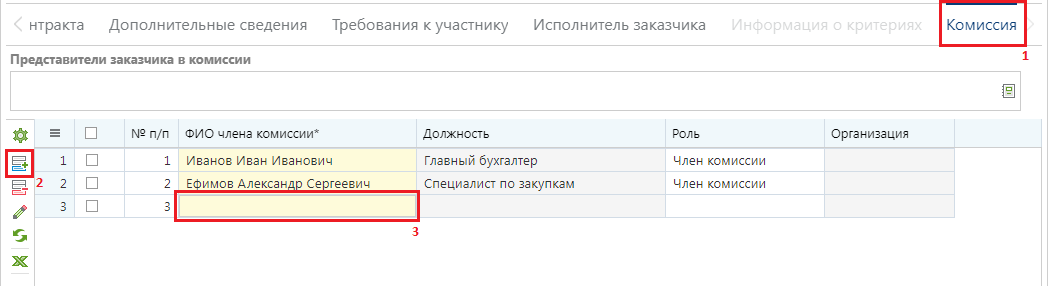 нтракта Дополнительные сведения Требования к участнику Исполнитель заказчика Информация о критериях Комиссия
1
Представители заказчика в комиссии
№ п/п ФИО члена комиссии* Должность Роль Организация
1 1 Иванов Иван Иванович Главный бухгалтер Член комиссии
2 2 Ефимов Александр Сергеевич Специалист по закупкам Член комиссии
2
3 3
3